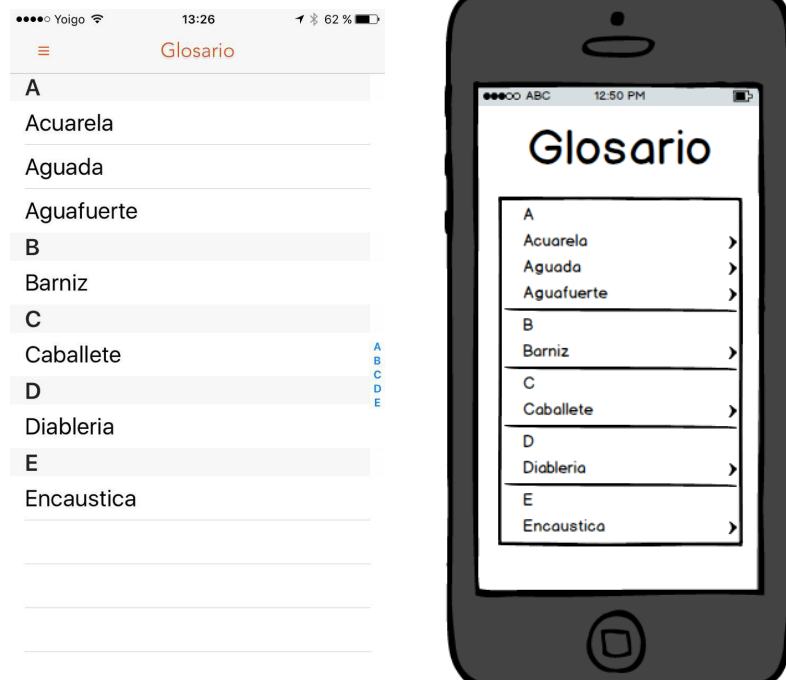 Yoigo 13:26 62 %
Glosario
A
Acuarela
Aguada
Aguafuerte
B
Barniz
C
Caballete
D
Diableria
E
Encaustica
A
B
C
D
E
ABC 12:50 PM
Glosario
A
Acuarela
Aguada
Aguafuerte
B
Barniz
C
Caballete
D
Diableria
E
Encaustica